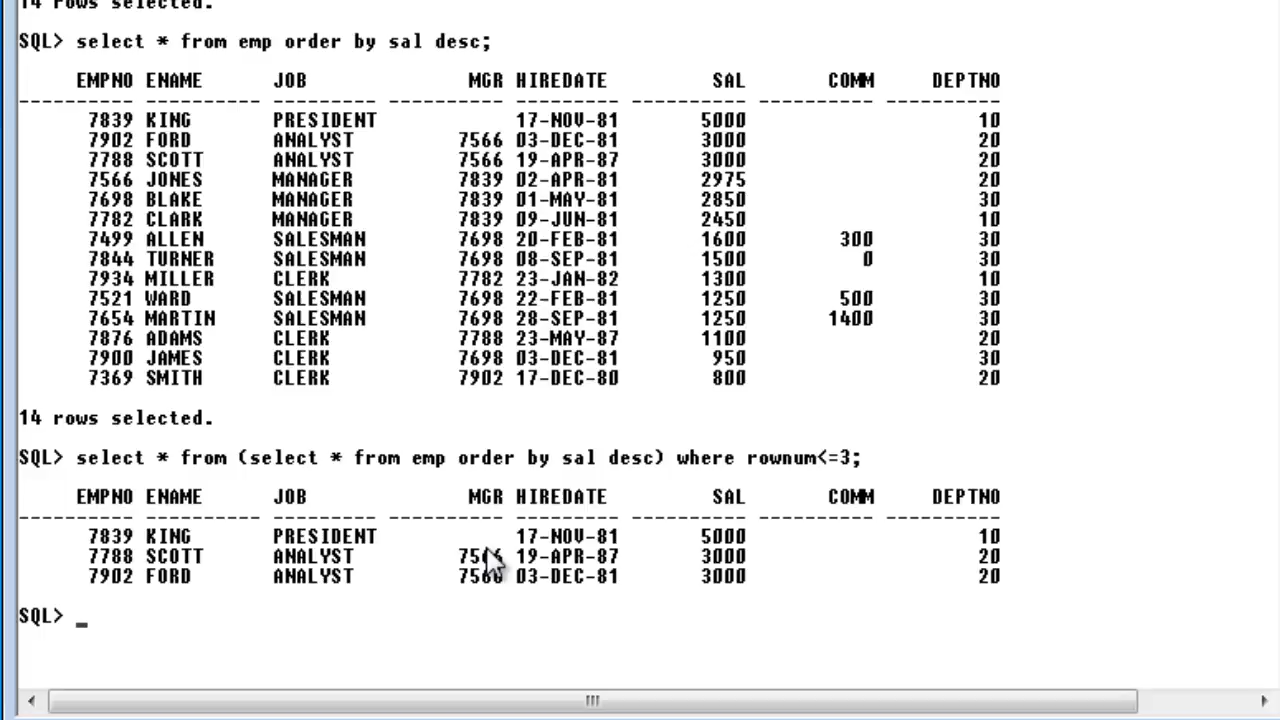 14 rows selected.
SQL> select * from emp order by sal desc;
EMPNO ENAME JOB MGR HIREDATE SAL COMM DEPTNO
---------- ---------- --------- ---------- --------- ---------- ---------- ----------
7839 KING PRESIDENT 17-NOV-81 5000 10
7902 FORD ANALYST 7566 03-DEC-81 3000 20
7788 SCOTT ANALYST 7566 19-APR-87 3000 20
7566 JONES MANAGER 7839 02-APR-81 2975 20
7698 BLAKE MANAGER 7839 01-MAY-81 2850 30
7782 CLARK MANAGER 7839 09-JUN-81 2450 10
7499 ALLEN SALESMAN 7698 20-FEB-81 1600 300 30
7844 TURNER SALESMAN 7698 08-SEP-81 1500 0 30
7934 MILLER CLERK 7782 23-JAN-82 1300 10
7521 WARD SALESMAN 7698 22-FEB-81 1250 500 30
7654 MARTIN SALESMAN 7698 28-SEP-81 1250 1400 30
7876 ADAMS CLERK 7788 23-MAY-87 1100 20
7900 JAMES CLERK 7698 03-DEC-81 950 30
7369 SMITH CLERK 7902 17-DEC-80 800 20
14 rows selected.
SQL> select * from (select * from emp order by sal desc) where rownum<=3;
EMPNO ENAME JOB MGR HIREDATE SAL COMM DEPTNO
---------- ---------- --------- ---------- --------- ---------- ---------- ----------
7839 KING PRESIDENT 17-NOV-81 5000 10
7788 SCOTT ANALYST 7566 19-APR-87 3000 20
7902 FORD ANALYST 7566 03-DEC-81 3000 20
SQL> _